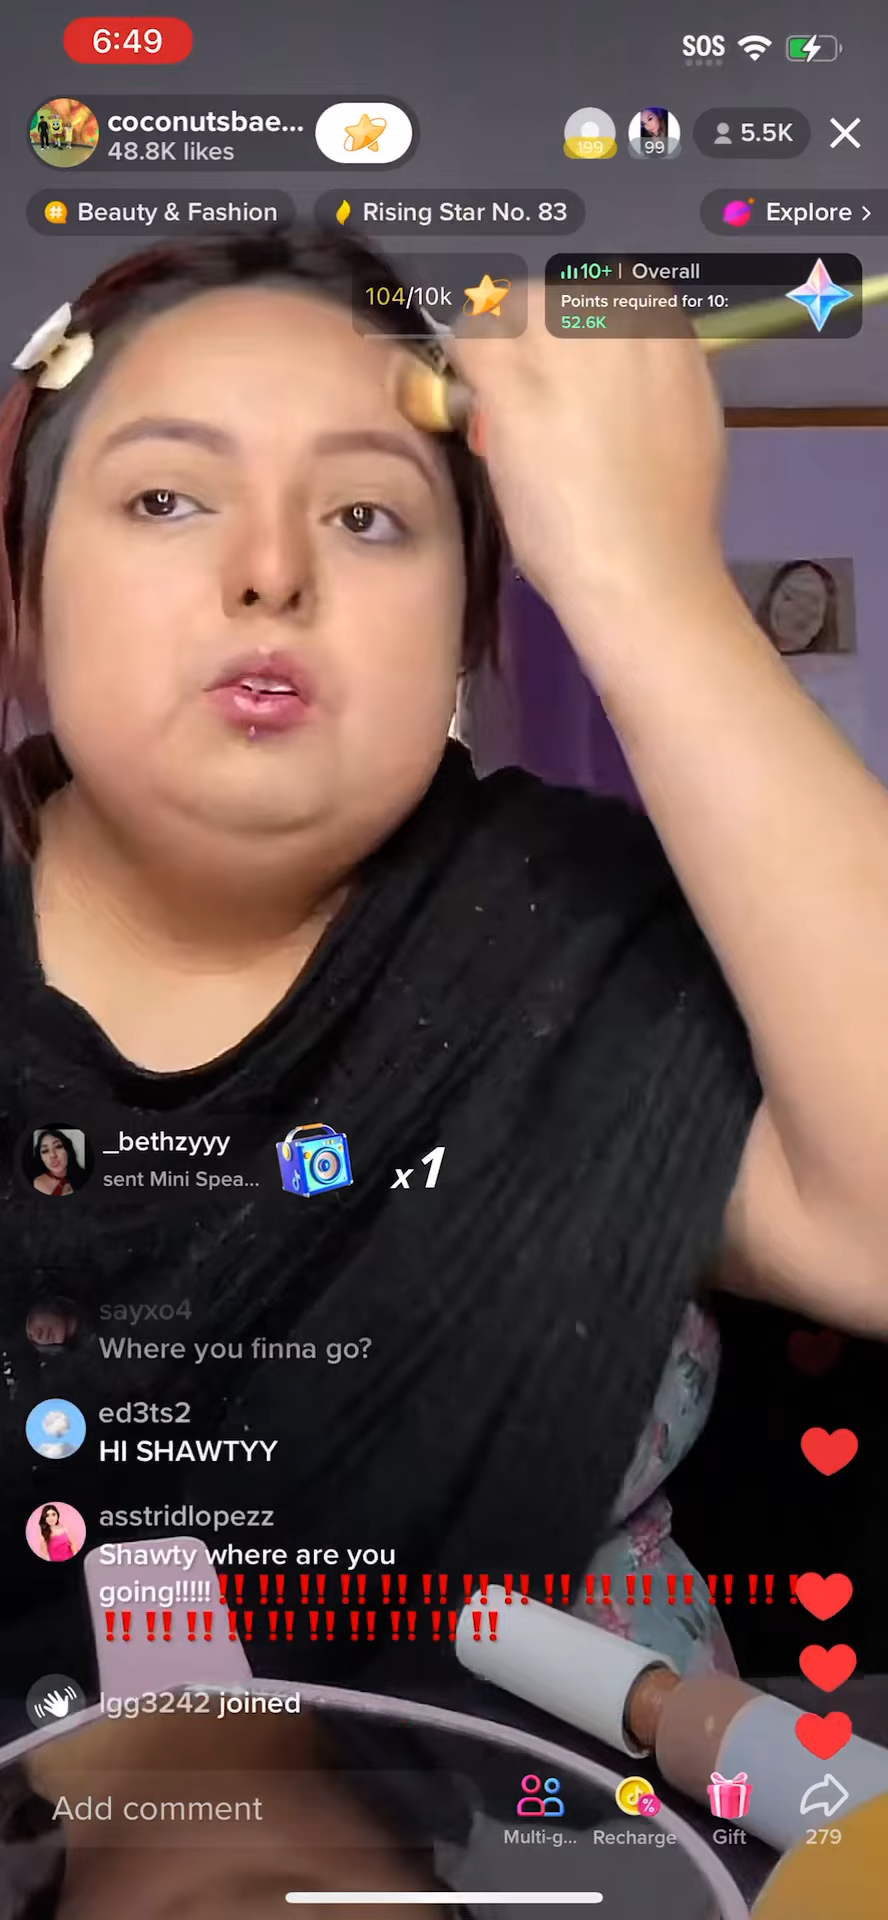 6:49
SOS
coconutsbae...
48.8K likes
199
99
5.5K
Beauty & Fashion
Rising Star No. 83
Explore >
104/10k
10+ | Overall
Points required for 10:
52.6K
_bethzyyy
sent Mini Spea...
x1
sayxo4
Where you finna go?
ed3ts2
HI SHAWTYY
asstridlopezz
Shawty where are you
going!!!!!‼️‼️‼️‼️‼️‼️‼️‼️‼️‼️‼️‼️‼️‼️‼️
‼️‼️‼️‼️‼️‼️‼️‼️‼️‼️
lgg3242 joined
Add comment
Multi-g...
Recharge
Gift
279